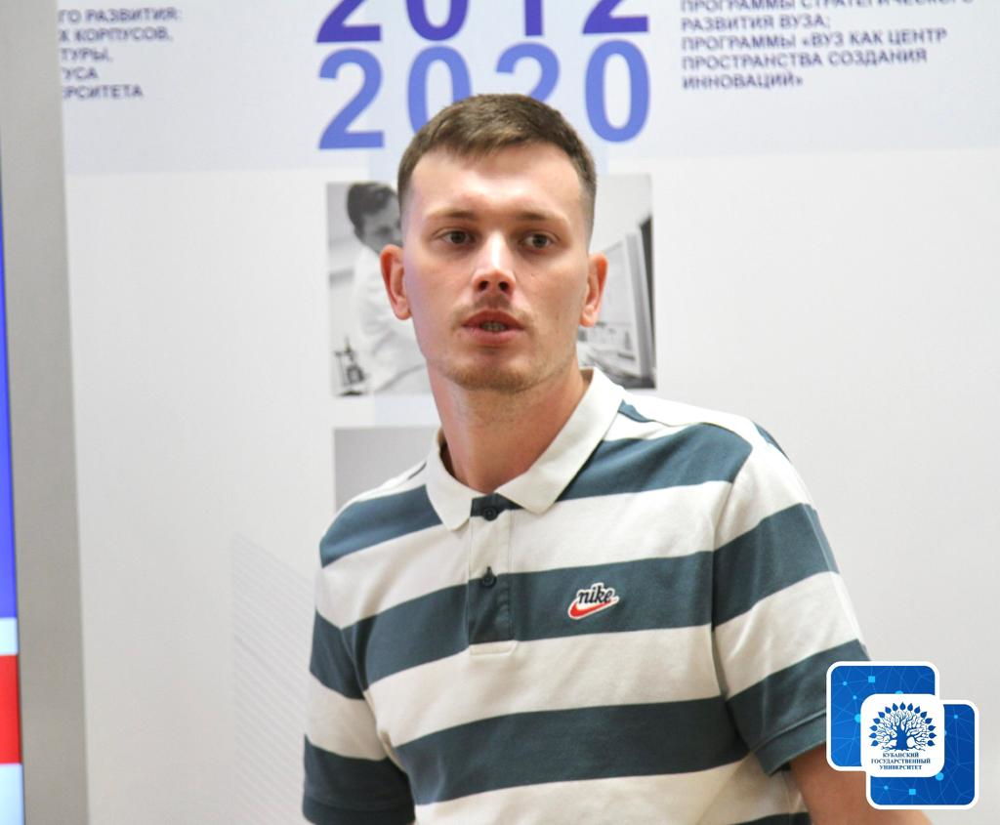 ГО РАЗВИТИЯ:
К КОРПУСОВ,
ТУРЫ,
УСА
ЕРСИТЕТА
2012
2020
ПРОГРАММЫ СТРАТЕГИЧЕСКОГО
РАЗВИТИЯ ВУЗА;
ПРОГРАММЫ «ВУЗ КАК ЦЕНТР
ПРОСТРАНСТВА СОЗДАНИЯ
ИННОВАЦИЙ»
nike
КУБАНСКИЙ
ГОСУДАРСТВЕННЫЙ
УНИВЕРСИТЕТ